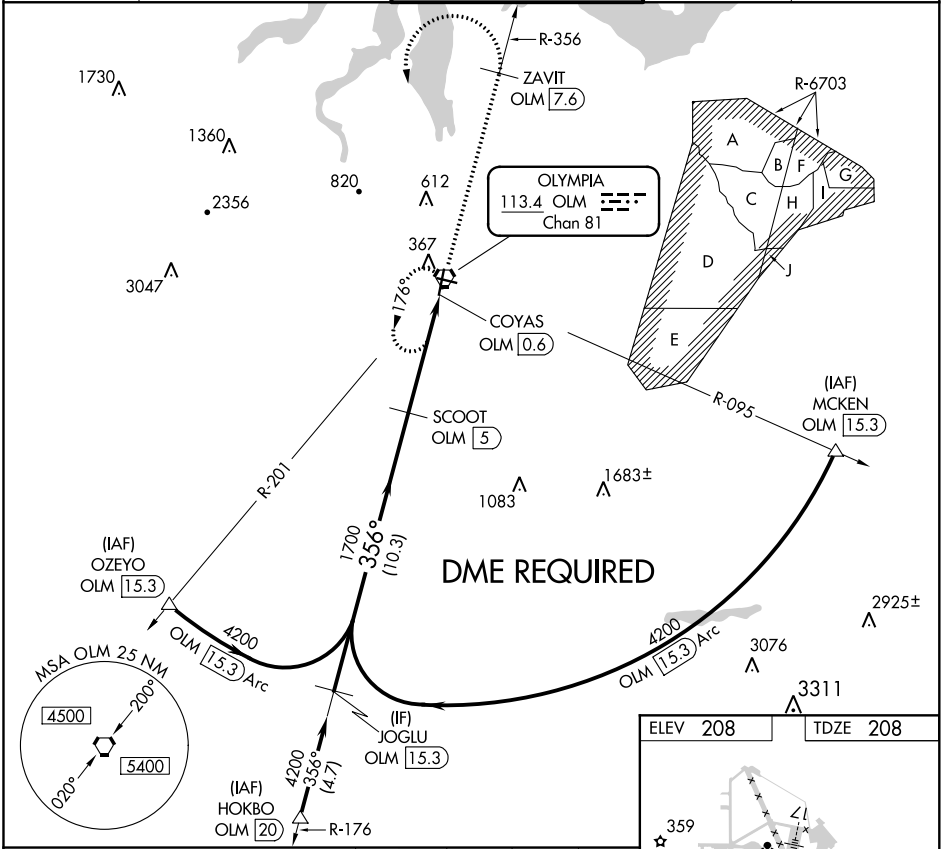 R-356
ZAVIT
OLM 7.6
1730
R-6703
1360
A
B
F
G
820
612
2356
OLYMPIA
113.4 OLM
Chan 81
C
H
I
367
3047
D
J
176°
COYAS
OLM 0.6
E
(IAF)
MCKEN
OLM 15.3
R-095
SCOOT
OLM 5
R-201
1083
1683±
1700
356°
(10.3)
DME REQUIRED
(IAF)
OZEYO
OLM 15.3
4200
OLM 15.3 Arc
4200
OLM 15.3 Arc
2925±
3076
3311
MSA OLM 25 NM
4500
200°
5400
020°
(IF)
JOGLU
OLM 15.3
4200
356°
(4.7)
(IAF)
HOKBO
OLM 20
R-176
ELEV 208
TDZE 208
17
359